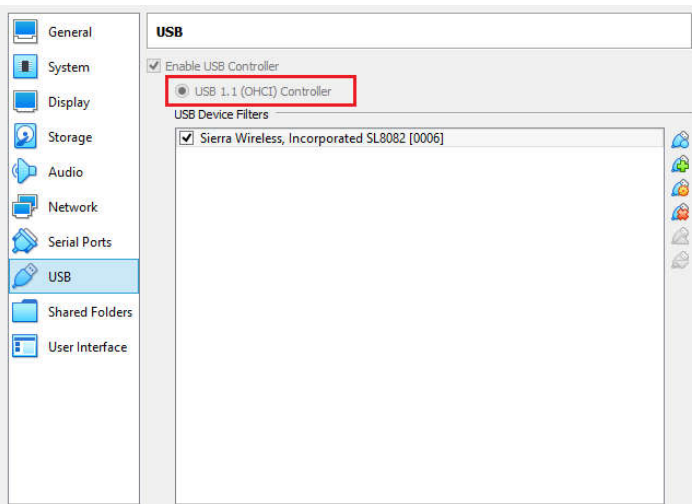 General
System
Display
Storage
Audio
Network
Serial Ports
USB
Shared Folders
User Interface
USB
Enable USB Controller
USB 1.1 (OHCI) Controller
USB Device Filters
Sierra Wireless, Incorporated SL8082 [0006]